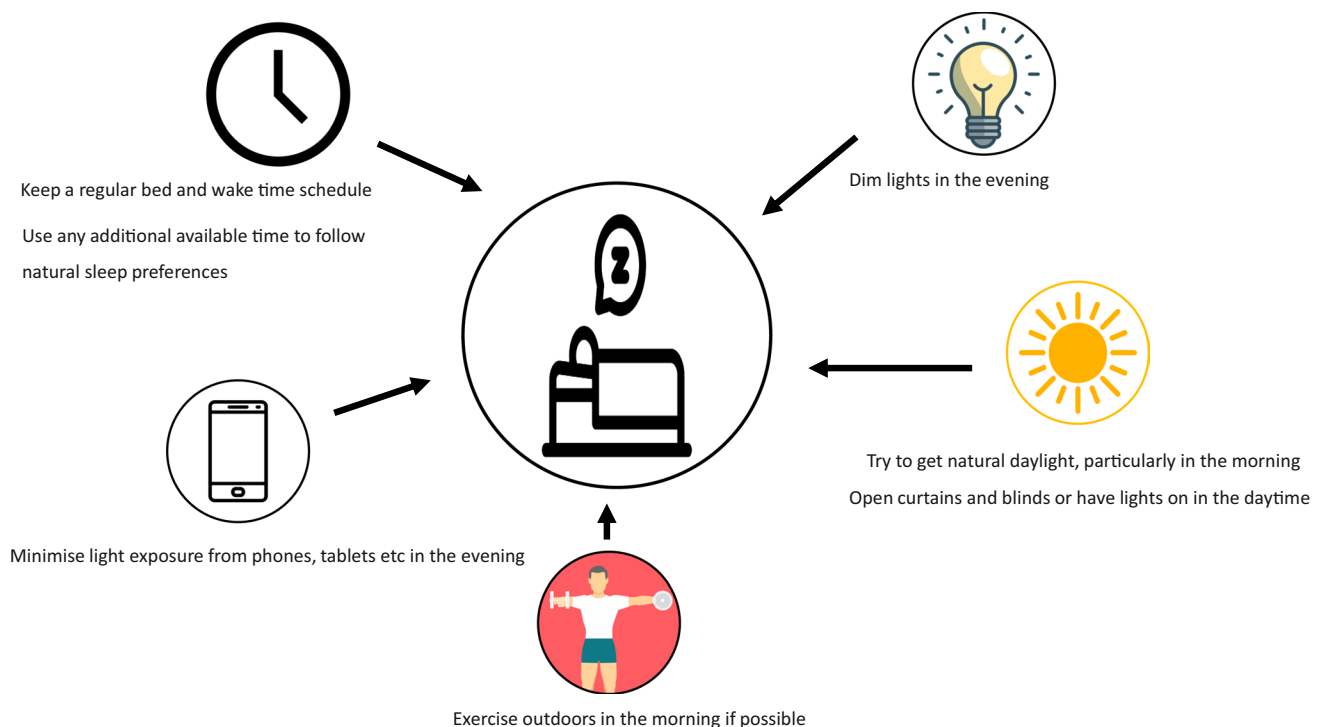 Keep a regular bed and wake time schedule
Use any additional available time to follow
natural sleep preferences
Dim lights in the evening
Z
Try to get natural daylight, particularly in the morning
Open curtains and blinds or have lights on in the daytime
Minimise light exposure from phones, tablets etc in the evening
Exercise outdoors in the morning if possible